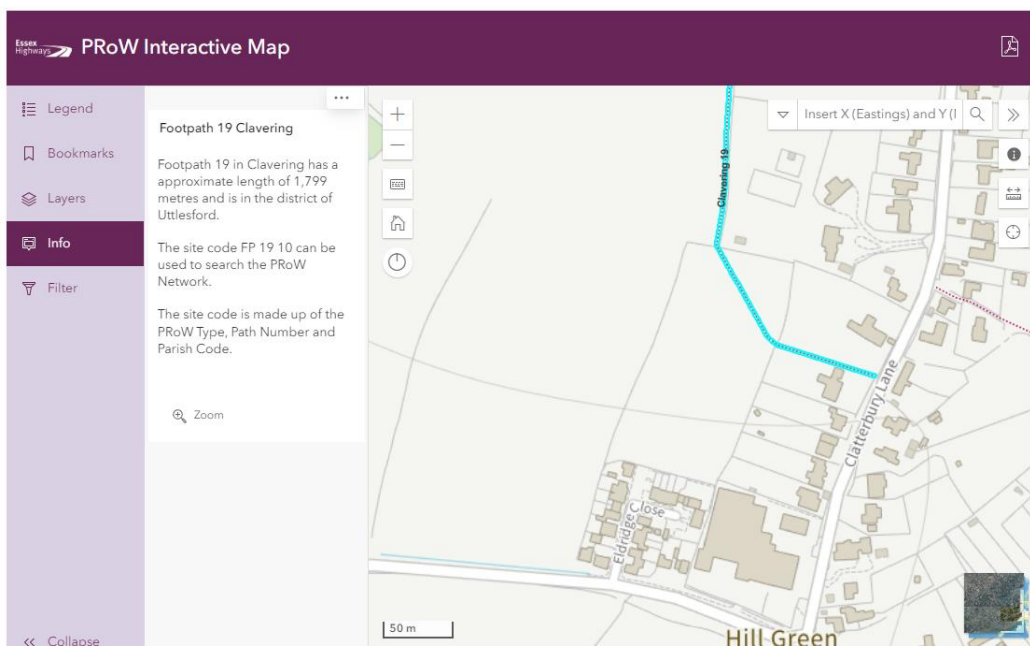 Essex
Highways
PRoW Interactive Map
Legend
Bookmarks
Layers
Info
Filter
Collapse
...
Footpath 19 Clavering
Footpath 19 in Clavering has a
approximate length of 1,799
metres and is in the district of
Uttlesford.
The site code FP 19 10 can be
used to search the PRoW
Network.
The site code is made up of the
PRoW Type, Path Number and
Parish Code.
Zoom
Insert X (Eastings) and Y (
Clavering 19
Clatterbury Lane
Eldridge Close
50 m
Hill Green